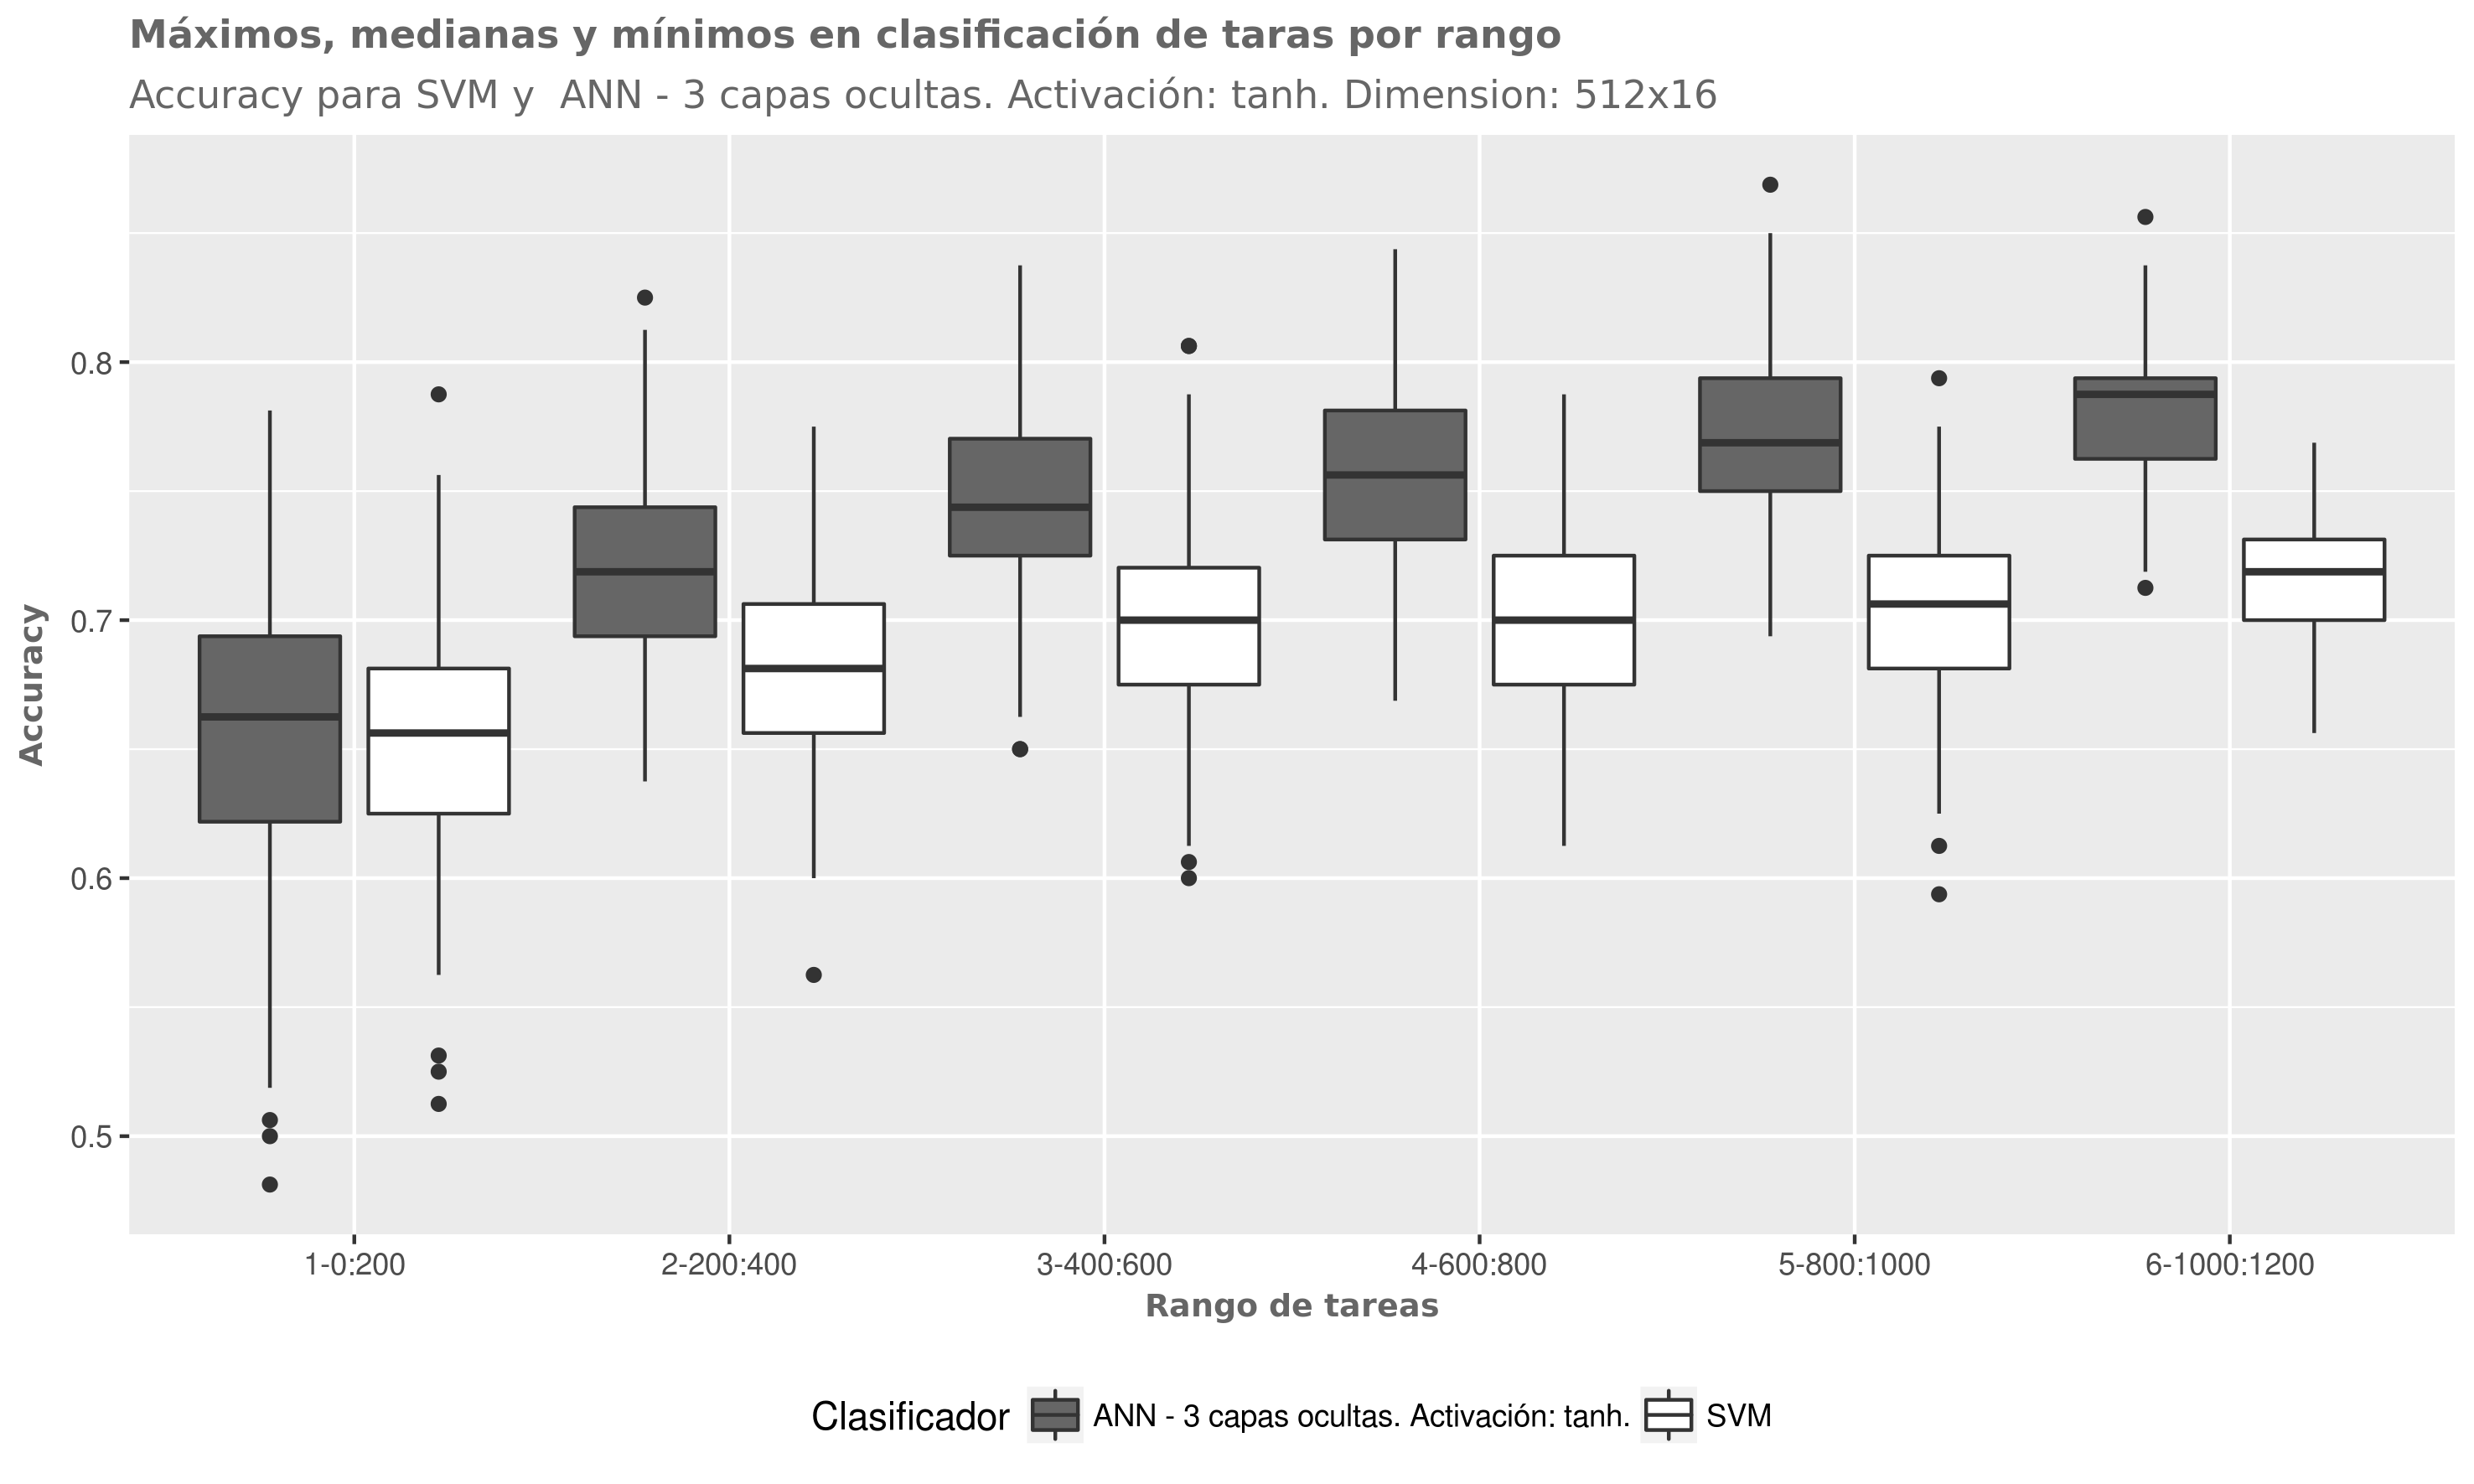 Máximos, medianas y mínimos en clasificación de taras por rango
Accuracy para SVM y  ANN - 3 capas ocultas. Activación: tanh. Dimension: 512x16
Accuracy
0.8
0.7
0.6
0.5
1-0:200 2-200:400 3-400:600 4-600:800 5-800:1000 6-1000:1200
Rango de tareas
Clasificador ANN - 3 capas ocultas. Activación: tanh. SVM